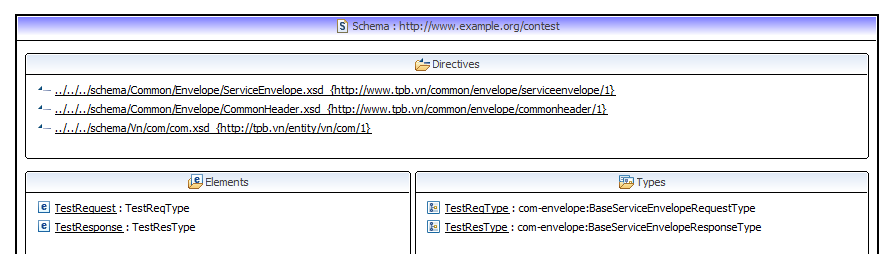 Schema : http://www.example.org/contest
Directives
../../../schema/Common/Envelope/ServiceEnvelope.xsd {http://www.tpb.vn/common/envelope/serviceenvelope/1}
../../../schema/Common/Envelope/CommonHeader.xsd {http://www.tpb.vn/common/envelope/commonheader/1}
../../../schema/Vn/com/com.xsd {http://tpb.vn/entity/vn/com/1}
Elements
TestRequest : TestReqType
TestResponse : TestResType
Types
TestReqType : com-envelope:BaseServiceEnvelopeRequestType
TestResType : com-envelope:BaseServiceEnvelopeResponseType